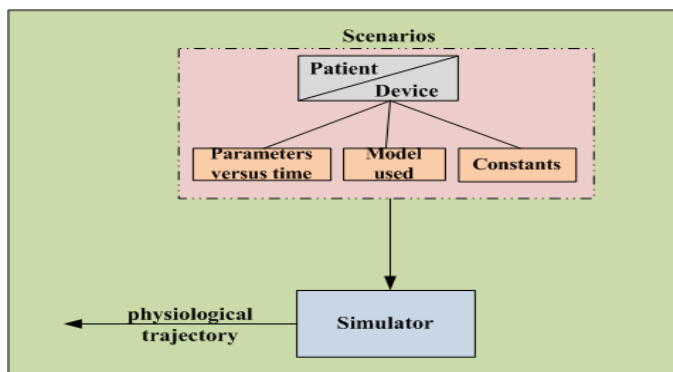 Scenarios
Patient
Device
Parameters
versus time
Model
used
Constants
physiological
trajectory
Simulator